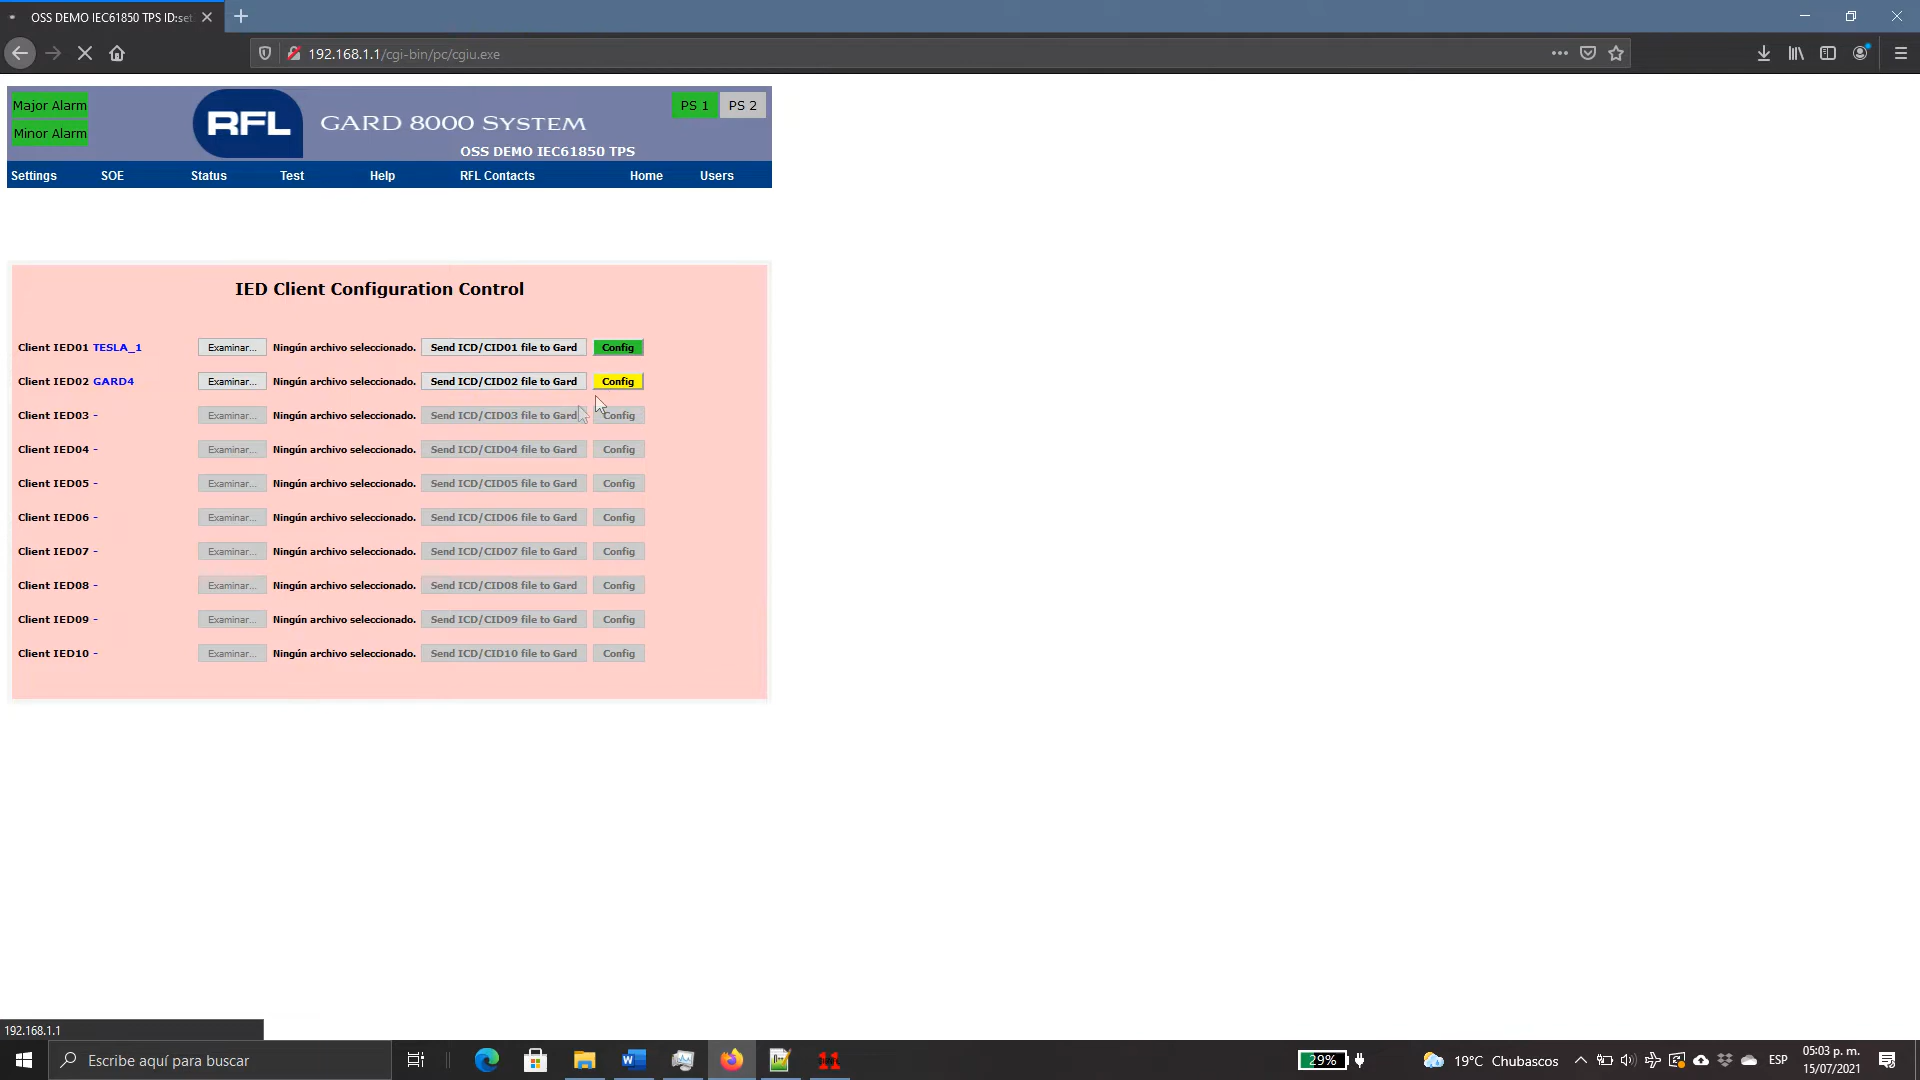 OSS DEMO IEC61850 TPS ID:set
192.168.1.1/cgi-bin/pc/cgiu.exe
Major Alarm
Minor Alarm
RFL
GARD 8000 SYSTEM
OSS DEMO IEC61850 TPS
PS 1 PS 2
Settings SOE Status Test Help RFL Contacts Home Users
IED Client Configuration Control
Client IED01 TESLA_1 Examinar... Ningún archivo seleccionado. Send ICD/CID01 file to Gard Config
Client IED02 GARD4 Examinar... Ningún archivo seleccionado. Send ICD/CID02 file to Gard Config
Client IED03 - Examinar... Ningún archivo seleccionado. Send ICD/CID03 file to Gard Config
Client IED04 - Examinar... Ningún archivo seleccionado. Send ICD/CID04 file to Gard Config
Client IED05 - Examinar... Ningún archivo seleccionado. Send ICD/CID05 file to Gard Config
Client IED06 - Examinar... Ningún archivo seleccionado. Send ICD/CID06 file to Gard Config
Client IED07 - Examinar... Ningún archivo seleccionado. Send ICD/CID07 file to Gard Config
Client IED08 - Examinar... Ningún archivo seleccionado. Send ICD/CID08 file to Gard Config
Client IED09 - Examinar... Ningún archivo seleccionado. Send ICD/CID09 file to Gard Config
Client IED10 - Examinar... Ningún archivo seleccionado. Send ICD/CID10 file to Gard Config
192.168.1.1
Escribe aquí para buscar
29%
19°C Chubascos
ESP
05:03 p. m.
15/07/2021